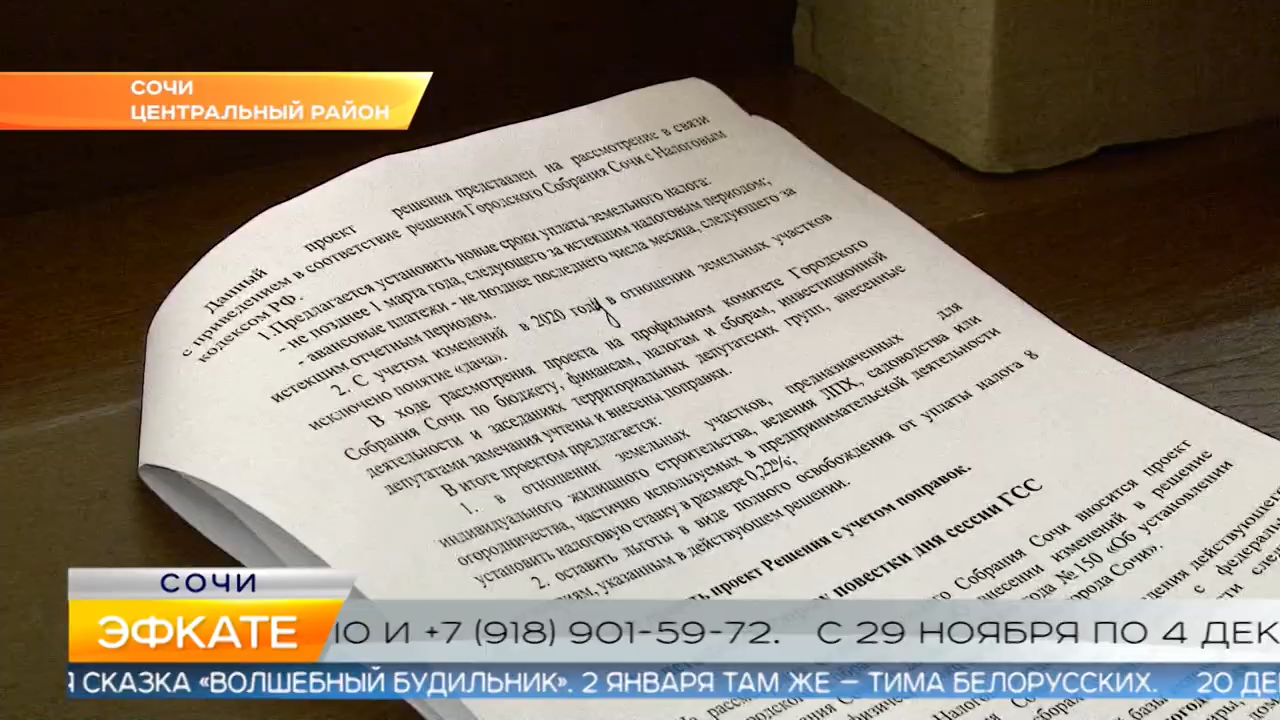 СОЧИ
ЦЕНТРАЛЬНЫЙ РАЙОН
Данный проект решения представлен на рассмотрение в связи
с приведением в соответствие решения Городского Собрания Сочи с Налоговым
кодексом РФ.
1.Предлагается установить новые сроки уплаты земельного налога:
- не позднее 1 марта года, следующего за истекшим налоговым периодом;
- авансовые платежи - не позднее последнего числа месяца, следующего за
истекшим отчетным периодом.
2. С учетом изменений в 2020 году в отношении земельных участков
исключено понятие «дача».
В ходе рассмотрения проекта на профильном комитете Городского
Собрания Сочи по бюджету, финансам, налогам и сборам, инвестиционной
деятельности и заседаниях территориальных депутатских групп, внесенные
депутатами замечания учтены и внесены поправки.
В итоге проектом предлагается:
1. в отношении земельных участков, предназначенных для
индивидуального жилищного строительства, ведения ЛПХ, садоводства или
огородничества, частично используемых в предпринимательской деятельности
установить налоговую ставку в размере 0,22%;
2. оставить льготы в виде полного освобождения от уплаты налога 8
указанным в действующем решении.
проект Решения с учетом поправок.
повестки дня сессии ГСС
Собрания Сочи вносится проект
внесении изменений в решение
года №150 «Об установлении
города Сочи».
действующе
с федерал
СОЧИ
ЭФКАТЕ
ЛО И +7 (918) 901-59-72. С 29 НОЯБРЯ ПО 4 ДЕК
Я СКАЗКА «ВОЛШЕБНЫЙ БУДИЛЬНИК». 2 ЯНВАРЯ ТАМ ЖЕ – ТИМА БЕЛОРУССКИХ. 20 ДЕ